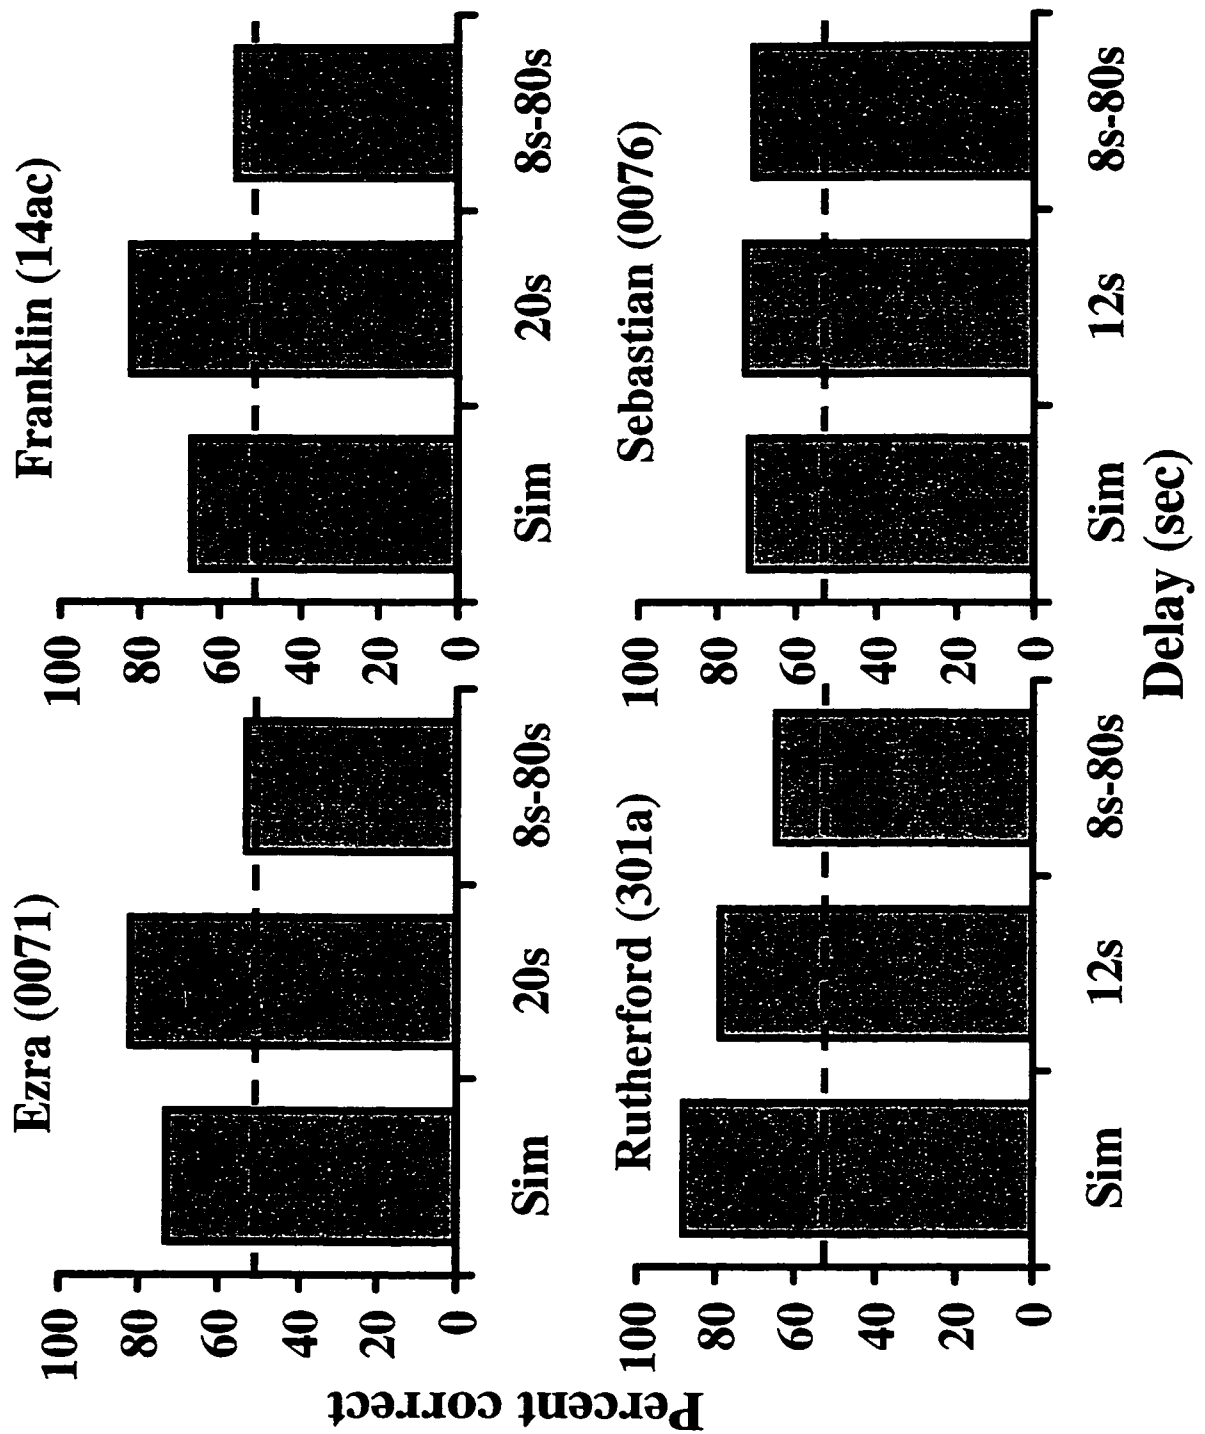 Percent correct
Ezra (0071)
100
80
60
40
20
0
Sim
20s
8s-80s
Franklin (14ac)
100
80
60
40
20
0
Sim
20s
8s-80s
Rutherford (301a)
100
80
60
40
20
0
Sim
12s
8s-80s
Sebastian (0076)
100
80
60
40
20
0
Sim
12s
8s-80s
Delay (sec)